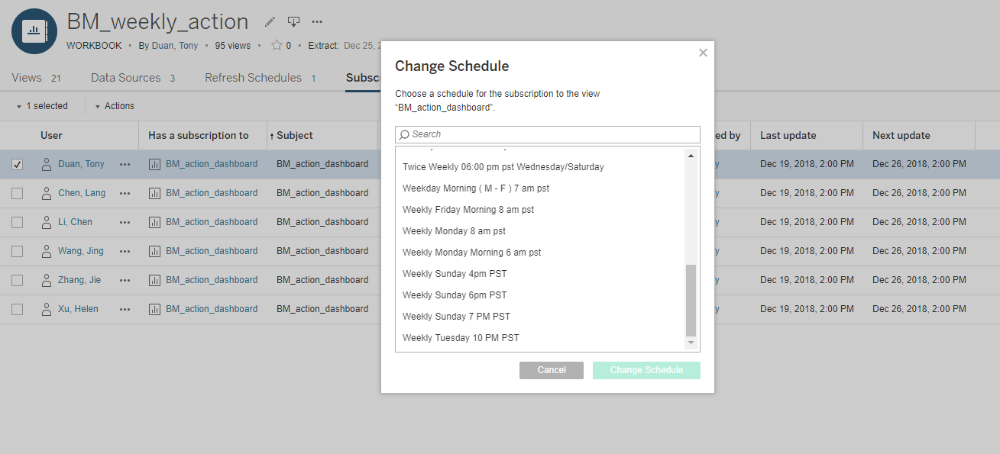 BM_weekly_action
WORKBOOK • By Duan, Tony • 95 views • 0 • Extract: Dec 25, 2
Views 21 Data Sources 3 Refresh Schedules 1 Subsc
1 selected Actions
User Has a subscription to ↑ Subject ed by Last update Next update
Duan, Tony ••• BM_action_dashboard BM_action_dashboard y Dec 19, 2018, 2:00 PM Dec 26, 2018, 2:00 PM
Chen, Lang ••• BM_action_dashboard BM_action_dashboard y Dec 19, 2018, 2:00 PM Dec 26, 2018, 2:00 PM
Li, Chen ••• BM_action_dashboard BM_action_dashboard y Dec 19, 2018, 2:00 PM Dec 26, 2018, 2:00 PM
Wang, Jing ••• BM_action_dashboard BM_action_dashboard y Dec 19, 2018, 2:00 PM Dec 26, 2018, 2:00 PM
Zhang, Jie ••• BM_action_dashboard BM_action_dashboard y Dec 19, 2018, 2:00 PM Dec 26, 2018, 2:00 PM
Xu, Helen ••• BM_action_dashboard BM_action_dashboard y Dec 19, 2018, 2:00 PM Dec 26, 2018, 2:00 PM
Change Schedule
Choose a schedule for the subscription to the view
“BM_action_dashboard”.
Search
Twice Weekly 06:00 pm pst Wednesday/Saturday
Weekday Morning ( M - F ) 7 am pst
Weekly Friday Morning 8 am pst
Weekly Monday 8 am pst
Weekly Monday Morning 6 am pst
Weekly Sunday 4pm PST
Weekly Sunday 6pm PST
Weekly Sunday 7 PM PST
Weekly Tuesday 10 PM PST
Cancel Change Schedule